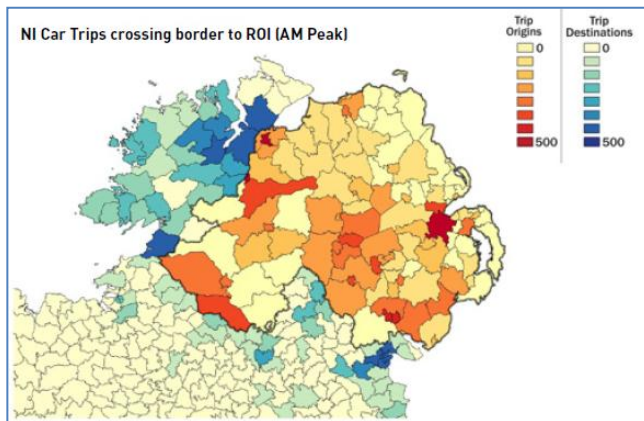 NI Car Trips crossing border to ROI (AM Peak)
Trip
Origins
0
500
Trip
Destinations
0
500